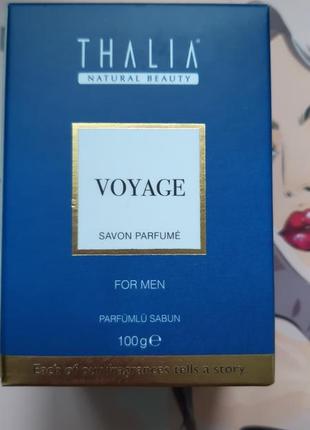 THALIA®
NATURAL BEAUTY
VOYAGE
SAVON PARFUMÉ
FOR MEN
PARFÜMLÜ SABUN
100g℮
Each of our fragrances tells a story